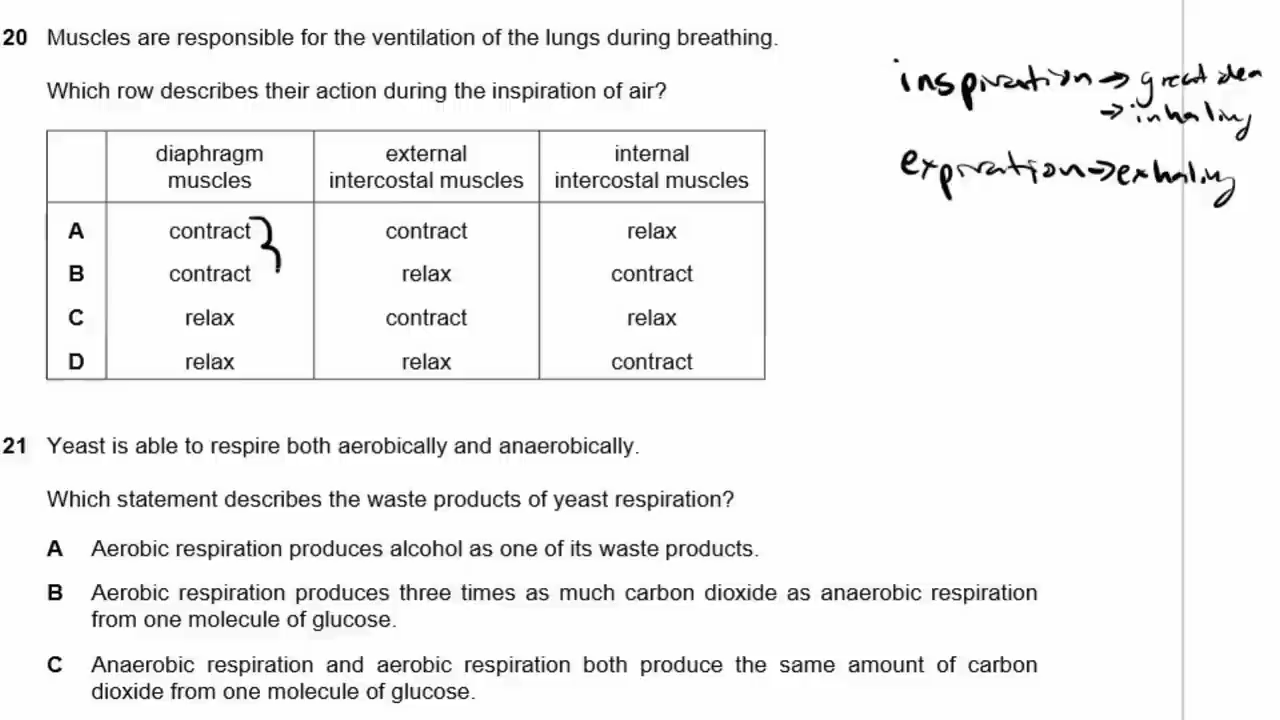 20 Muscles are responsible for the ventilation of the lungs during breathing.
Which row describes their action during the inspiration of air?
diaphragm muscles external intercostal muscles internal intercostal muscles
A contract contract relax
B contract relax contract
C relax contract relax
D relax relax contract
inspiration → great idea
→ inhaling
expiration → exhaling
21 Yeast is able to respire both aerobically and anaerobically.
Which statement describes the waste products of yeast respiration?
A Aerobic respiration produces alcohol as one of its waste products.
B Aerobic respiration produces three times as much carbon dioxide as anaerobic respiration
from one molecule of glucose.
C Anaerobic respiration and aerobic respiration both produce the same amount of carbon
dioxide from one molecule of glucose.